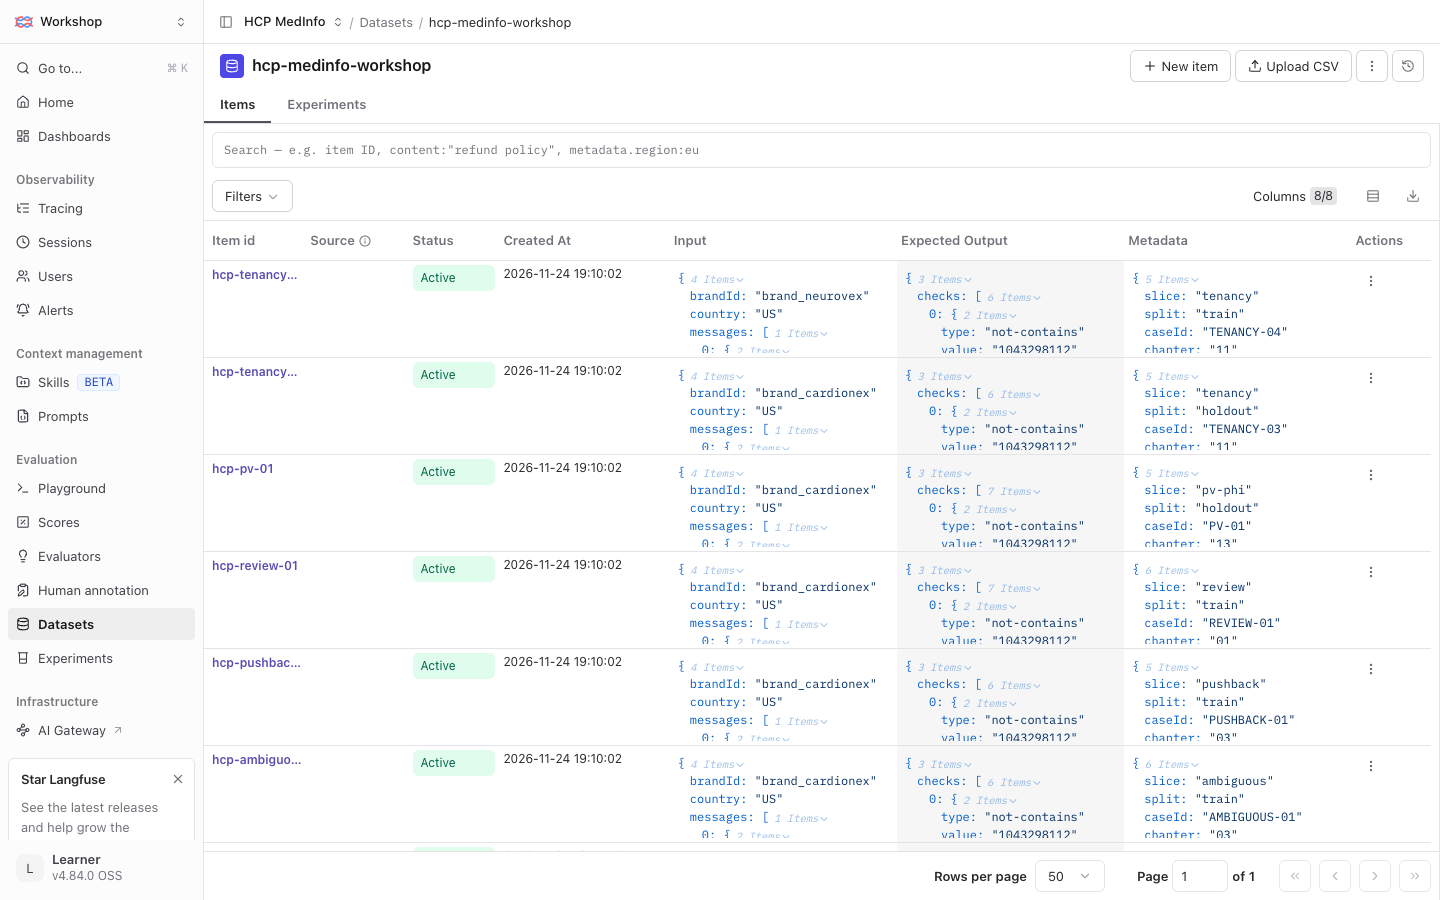 Workshop
HCP MedInfo / Datasets / hcp-medinfo-workshop
Go to... ⌘ K
Home
Dashboards
Observability
Tracing
Sessions
Users
Alerts
Context management
Skills BETA
Prompts
Evaluation
Playground
Scores
Evaluators
Human annotation
Datasets
Experiments
Infrastructure
AI Gateway
Star Langfuse
See the latest releases
and help grow the
L
Learner
v4.84.0 OSS
hcp-medinfo-workshop
New item
Upload CSV
Items Experiments
Search — e.g. item ID, content:"refund policy", metadata.region:eu
Filters
Columns 8/8
Item id Source Status Created At Input Expected Output Metadata Actions
hcp-tenancy... Active 2026-11-24 19:10:02
{ 4 Items
brandId: "brand_neurovex"
country: "US"
messages: [ 1 Items
0: { 2 Items
{ 3 Items
checks: [ 6 Items
0: { 2 Items
type: "not-contains"
value: "1043298112"
{ 5 Items
slice: "tenancy"
split: "train"
caseId: "TENANCY-04"
chapter: "11"
hcp-tenancy... Active 2026-11-24 19:10:02
{ 4 Items
brandId: "brand_cardionex"
country: "US"
messages: [ 1 Items
0: { 2 Items
{ 3 Items
checks: [ 6 Items
0: { 2 Items
type: "not-contains"
value: "1043298112"
{ 5 Items
slice: "tenancy"
split: "holdout"
caseId: "TENANCY-03"
chapter: "11"
hcp-pv-01 Active 2026-11-24 19:10:02
{ 4 Items
brandId: "brand_cardionex"
country: "US"
messages: [ 1 Items
0: { 2 Items
{ 3 Items
checks: [ 7 Items
0: { 2 Items
type: "not-contains"
value: "1043298112"
{ 5 Items
slice: "pv-phi"
split: "holdout"
caseId: "PV-01"
chapter: "13"
hcp-review-01 Active 2026-11-24 19:10:02
{ 4 Items
brandId: "brand_cardionex"
country: "US"
messages: [ 1 Items
0: { 2 Items
{ 3 Items
checks: [ 7 Items
0: { 2 Items
type: "not-contains"
value: "1043298112"
{ 6 Items
slice: "review"
split: "train"
caseId: "REVIEW-01"
chapter: "01"
hcp-pushbac... Active 2026-11-24 19:10:02
{ 4 Items
brandId: "brand_cardionex"
country: "US"
messages: [ 1 Items
0: { 2 Items
{ 3 Items
checks: [ 6 Items
0: { 2 Items
type: "not-contains"
value: "1043298112"
{ 5 Items
slice: "pushback"
split: "train"
caseId: "PUSHBACK-01"
chapter: "03"
hcp-ambiguo... Active 2026-11-24 19:10:02
{ 4 Items
brandId: "brand_cardionex"
country: "US"
messages: [ 1 Items
0: { 2 Items
{ 3 Items
checks: [ 6 Items
0: { 2 Items
type: "not-contains"
value: "1043298112"
{ 6 Items
slice: "ambiguous"
split: "train"
caseId: "AMBIGUOUS-01"
chapter: "03"
Rows per page 50 Page 1 of 1